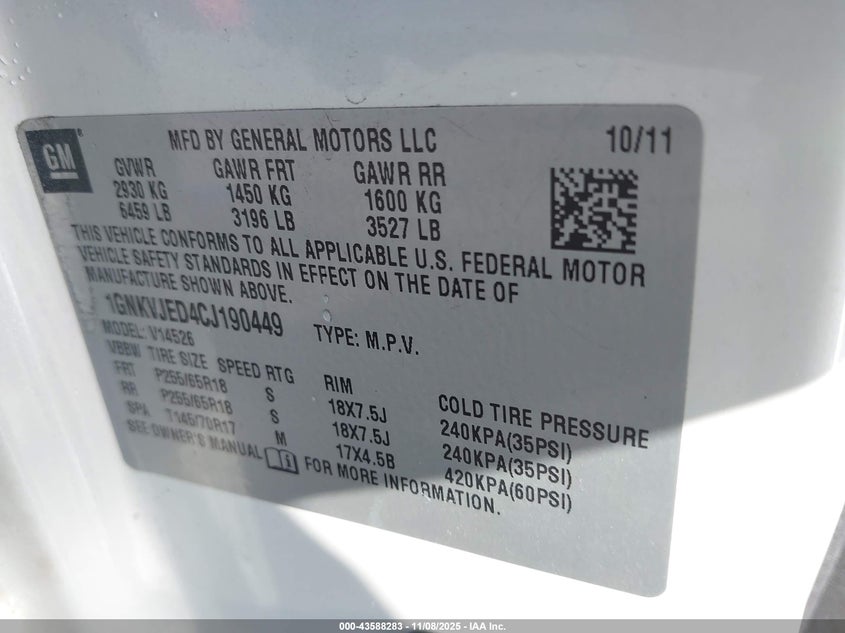 GM ® MFD BY GENERAL MOTORS LLC 10/11
GVWR GAWR FRT GAWR RR
2930 KG 1450 KG 1600 KG
6459 LB 3196 LB 3527 LB
THIS VEHICLE CONFORMS TO ALL APPLICABLE U.S. FEDERAL MOTOR
VEHICLE SAFETY STANDARDS IN EFFECT ON THE DATE OF
MANUFACTURE SHOWN ABOVE.
1GNKVJED4CJ190449 TYPE: M.P.V.
MODEL: V14526
VBBW TIRE SIZE SPEED RTG RIM COLD TIRE PRESSURE
FRT P255/65R18 S 18X7.5J 240KPA(35PSI)
RR P255/65R18 S 18X7.5J 240KPA(35PSI)
SPA T145/70R17 M 17X4.5B 420KPA(60PSI)
SEE OWNER'S MANUAL i FOR MORE INFORMATION.
000-43588283 - 11/08/2025 - IAA Inc.